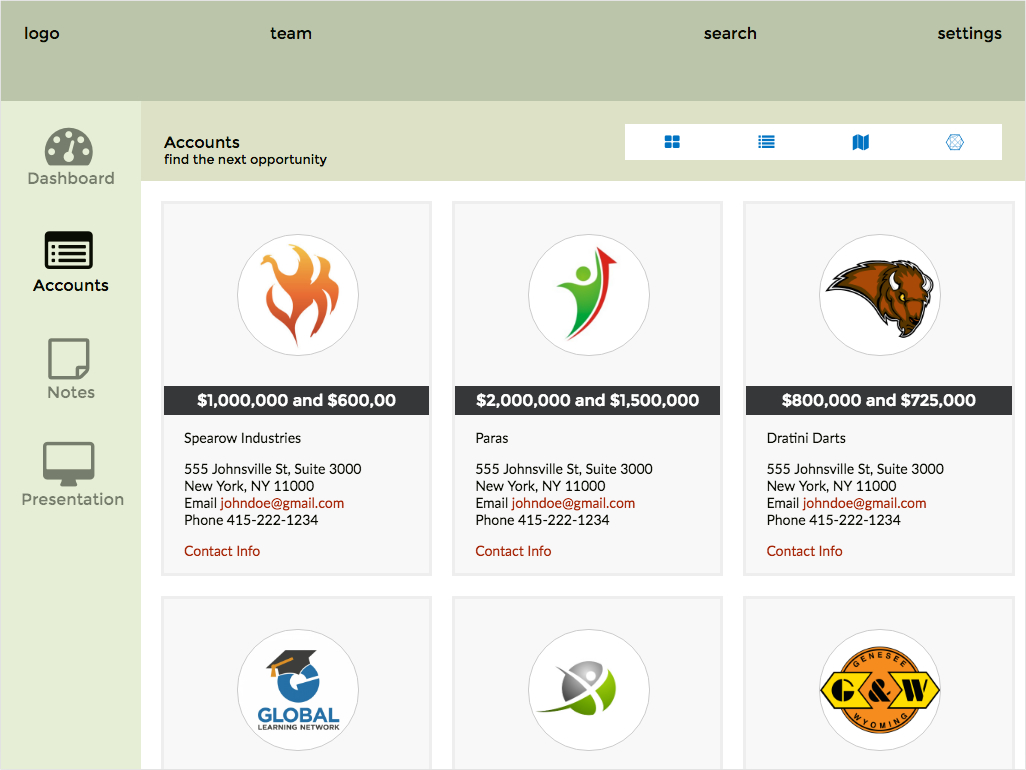 logo
team
search
settings
Dashboard
Accounts
Notes
Presentation
Accounts
find the next opportunity
$1,000,000 and $600,00
Spearow Industries
555 Johnsville St, Suite 3000
New York, NY 11000
Email johndoe@gmail.com
Phone 415-222-1234
Contact Info
$2,000,000 and $1,500,000
Paras
555 Johnsville St, Suite 3000
New York, NY 11000
Email johndoe@gmail.com
Phone 415-222-1234
Contact Info
$800,000 and $725,000
Dratini Darts
555 Johnsville St, Suite 3000
New York, NY 11000
Email johndoe@gmail.com
Phone 415-222-1234
Contact Info
GLOBAL
LEARNING NETWORK
GENESEE
G & W
WYOMING